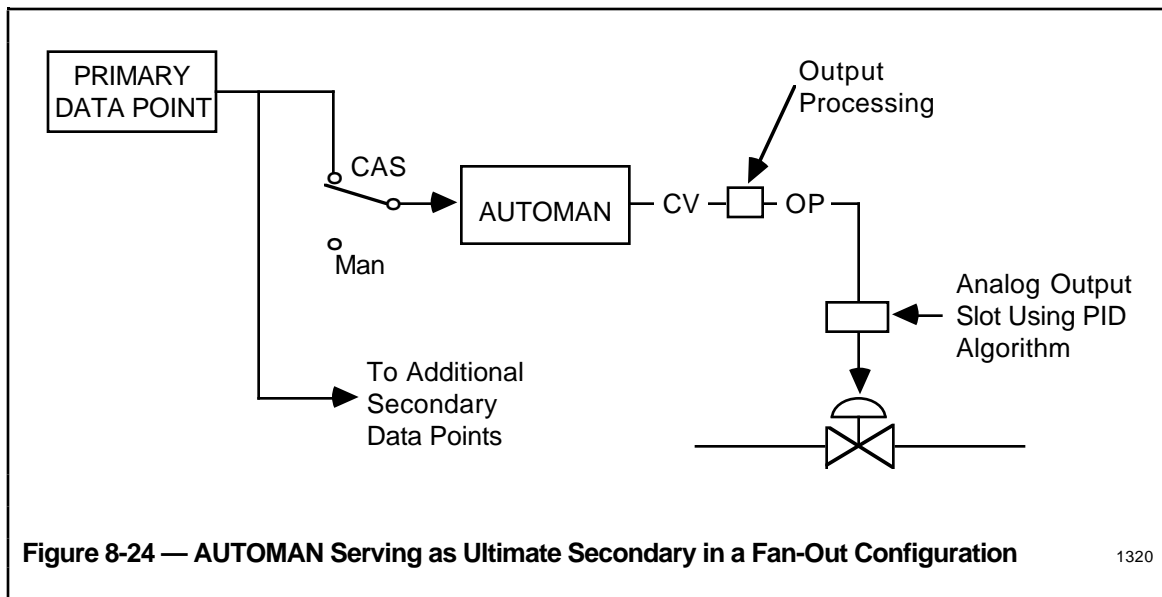 PRIMARY
DATA POINT
CAS
Man
AUTOMAN
CV
OP
Output
Processing
Analog Output
Slot Using PID
Algorithm
To Additional
Secondary
Data Points
Figure 8-24 — AUTOMAN Serving as Ultimate Secondary in a Fan-Out Configuration
1320